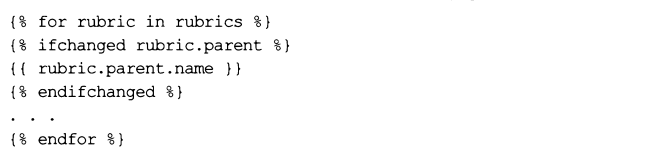 {% for rubric in rubrics %}
{% ifchanged rubric.parent %}
{{ rubric.parent.name }}
{% endifchanged %}
. . .
{% endfor %}